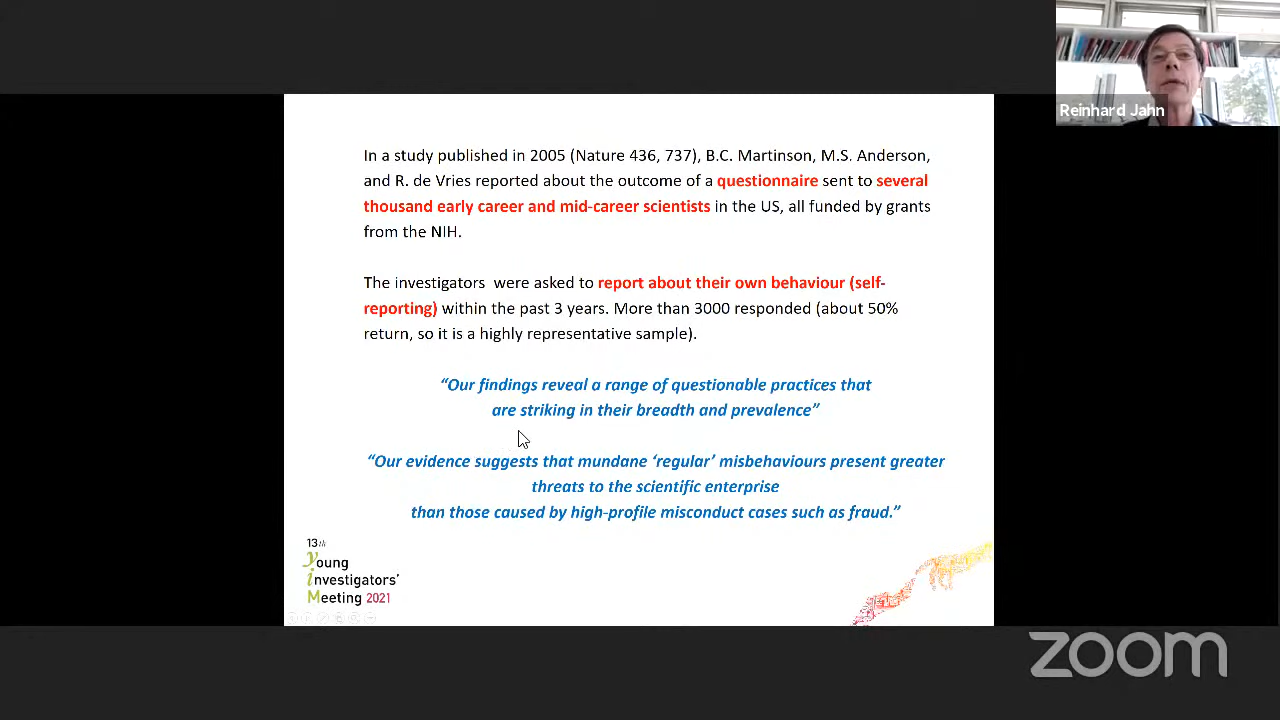 Reinhard Jahn
In a study published in 2005 (Nature 436, 737), B.C. Martinson, M.S. Anderson,
and R. de Vries reported about the outcome of a questionnaire sent to several
thousand early career and mid-career scientists in the US, all funded by grants
from the NIH.
The investigators were asked to report about their own behaviour (self-
reporting) within the past 3 years. More than 3000 responded (about 50%
return, so it is a highly representative sample).
“Our findings reveal a range of questionable practices that
are striking in their breadth and prevalence”
“Our evidence suggests that mundane ‘regular’ misbehaviours present greater
threats to the scientific enterprise
than those caused by high-profile misconduct cases such as fraud.”
13th
Young
investigators’
Meeting 2021
zoom